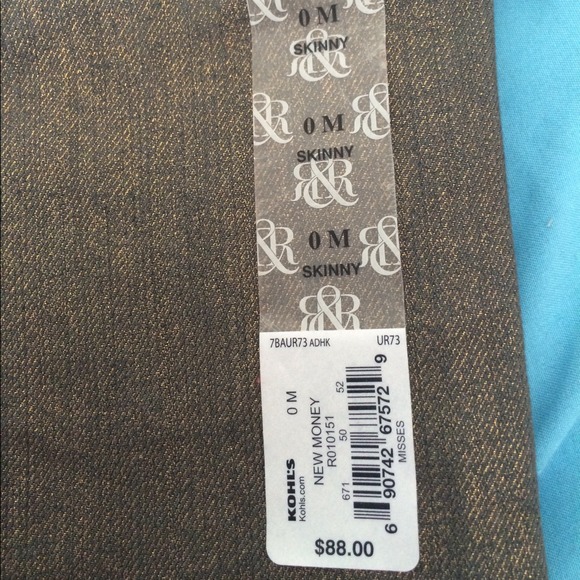 0 M
SKINNY
R&R
&R
0 M
R&
SKINNY
R&R
&R
0 M
R&
SKINNY
R&R
7BAUR73 ADHK
UR73
KOHL'S
Kohls.com
0 M
NEW MONEY
R010151
671
50
52
6 90742 67572 9
MISSES
$88.00